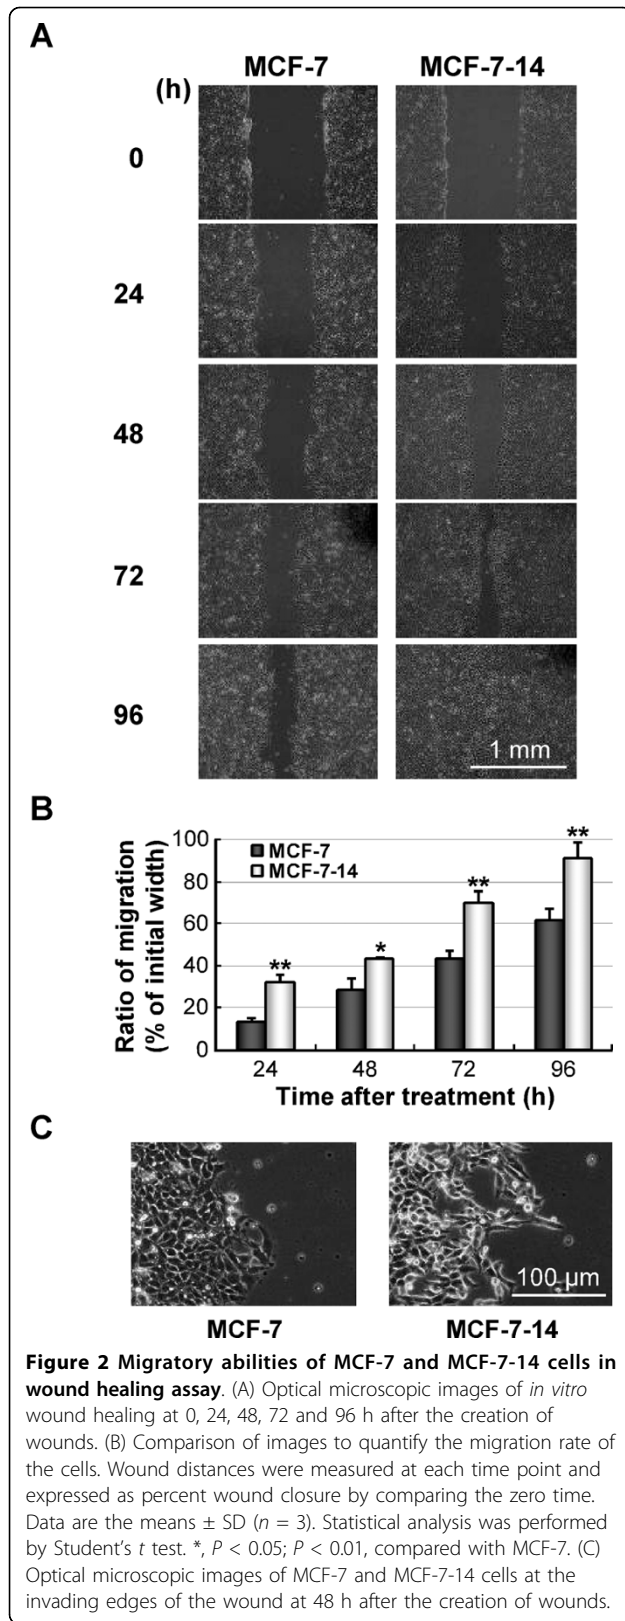 A
MCF-7 MCF-7-14
(h)
0
24
48
72
96
1 mm
B
Ratio of migration
(% of initial width)
100
80
60
40
20
0
MCF-7
MCF-7-14
** * ** **
24 48 72 96
Time after treatment (h)
C
100 µm
MCF-7 MCF-7-14
Figure 2 Migratory abilities of MCF-7 and MCF-7-14 cells in
wound healing assay. (A) Optical microscopic images of in vitro
wound healing at 0, 24, 48, 72 and 96 h after the creation of
wounds. (B) Comparison of images to quantify the migration rate of
the cells. Wound distances were measured at each time point and
expressed as percent wound closure by comparing the zero time.
Data are the means ± SD (n = 3). Statistical analysis was performed
by Student's t test. *, P < 0.05; P < 0.01, compared with MCF-7. (C)
Optical microscopic images of MCF-7 and MCF-7-14 cells at the
invading edges of the wound at 48 h after the creation of wounds.